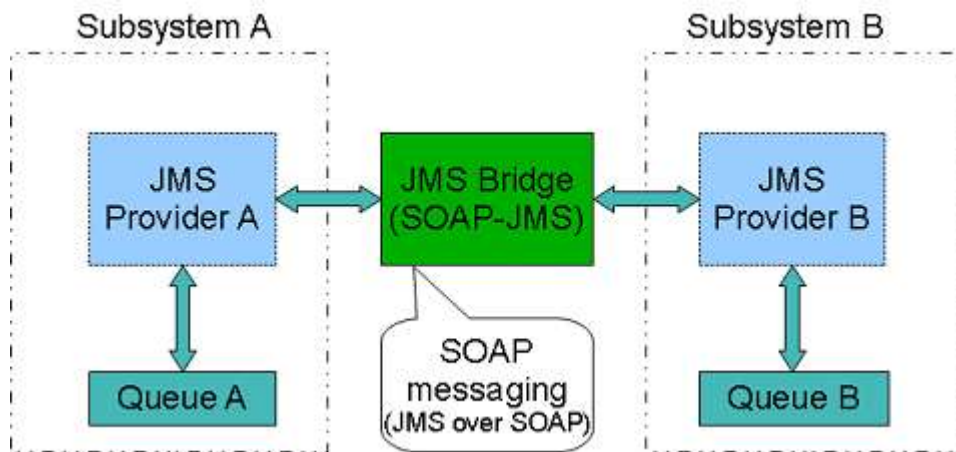 Subsystem A
Subsystem B
JMS
Provider A
JMS Bridge
(SOAP-JMS)
JMS
Provider B
SOAP
messaging
(JMS over SOAP)
Queue A
Queue B